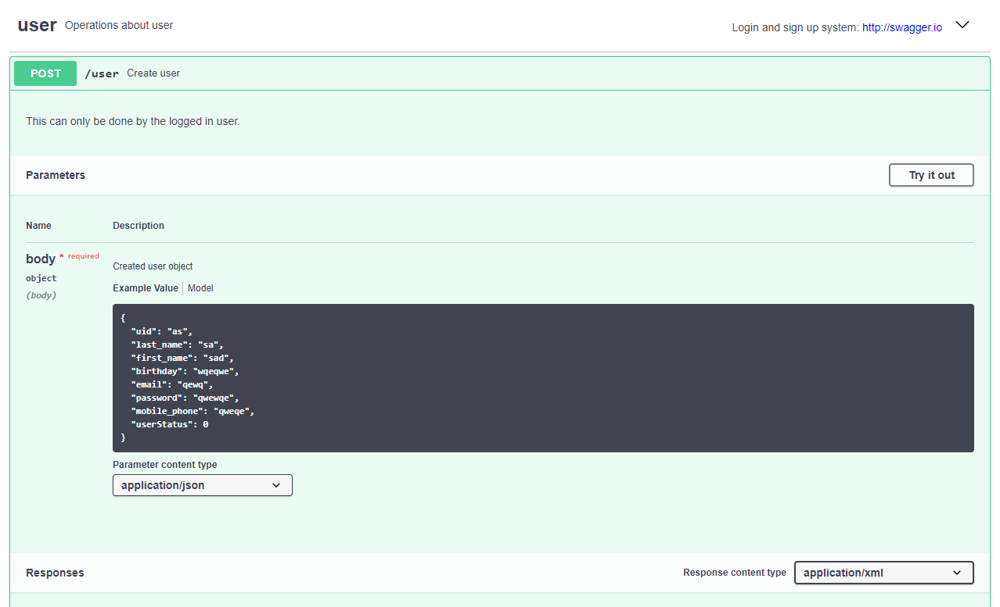 user Operations about user Login and sign up system: http://swagger.io
POST /user Create user
This can only be done by the logged in user.
Parameters Try it out
Name Description
body * required
Created user object
object
Example Value Model
(body)
{
"uid": "as",
"last_name": "sa",
"first_name": "sad",
"birthday": "wqeqwe",
"email": "qewq",
"password": "qwewqe",
"mobile_phone": "qweqe",
"userStatus": 0
}
Parameter content type
application/json
Responses Response content type application/xml